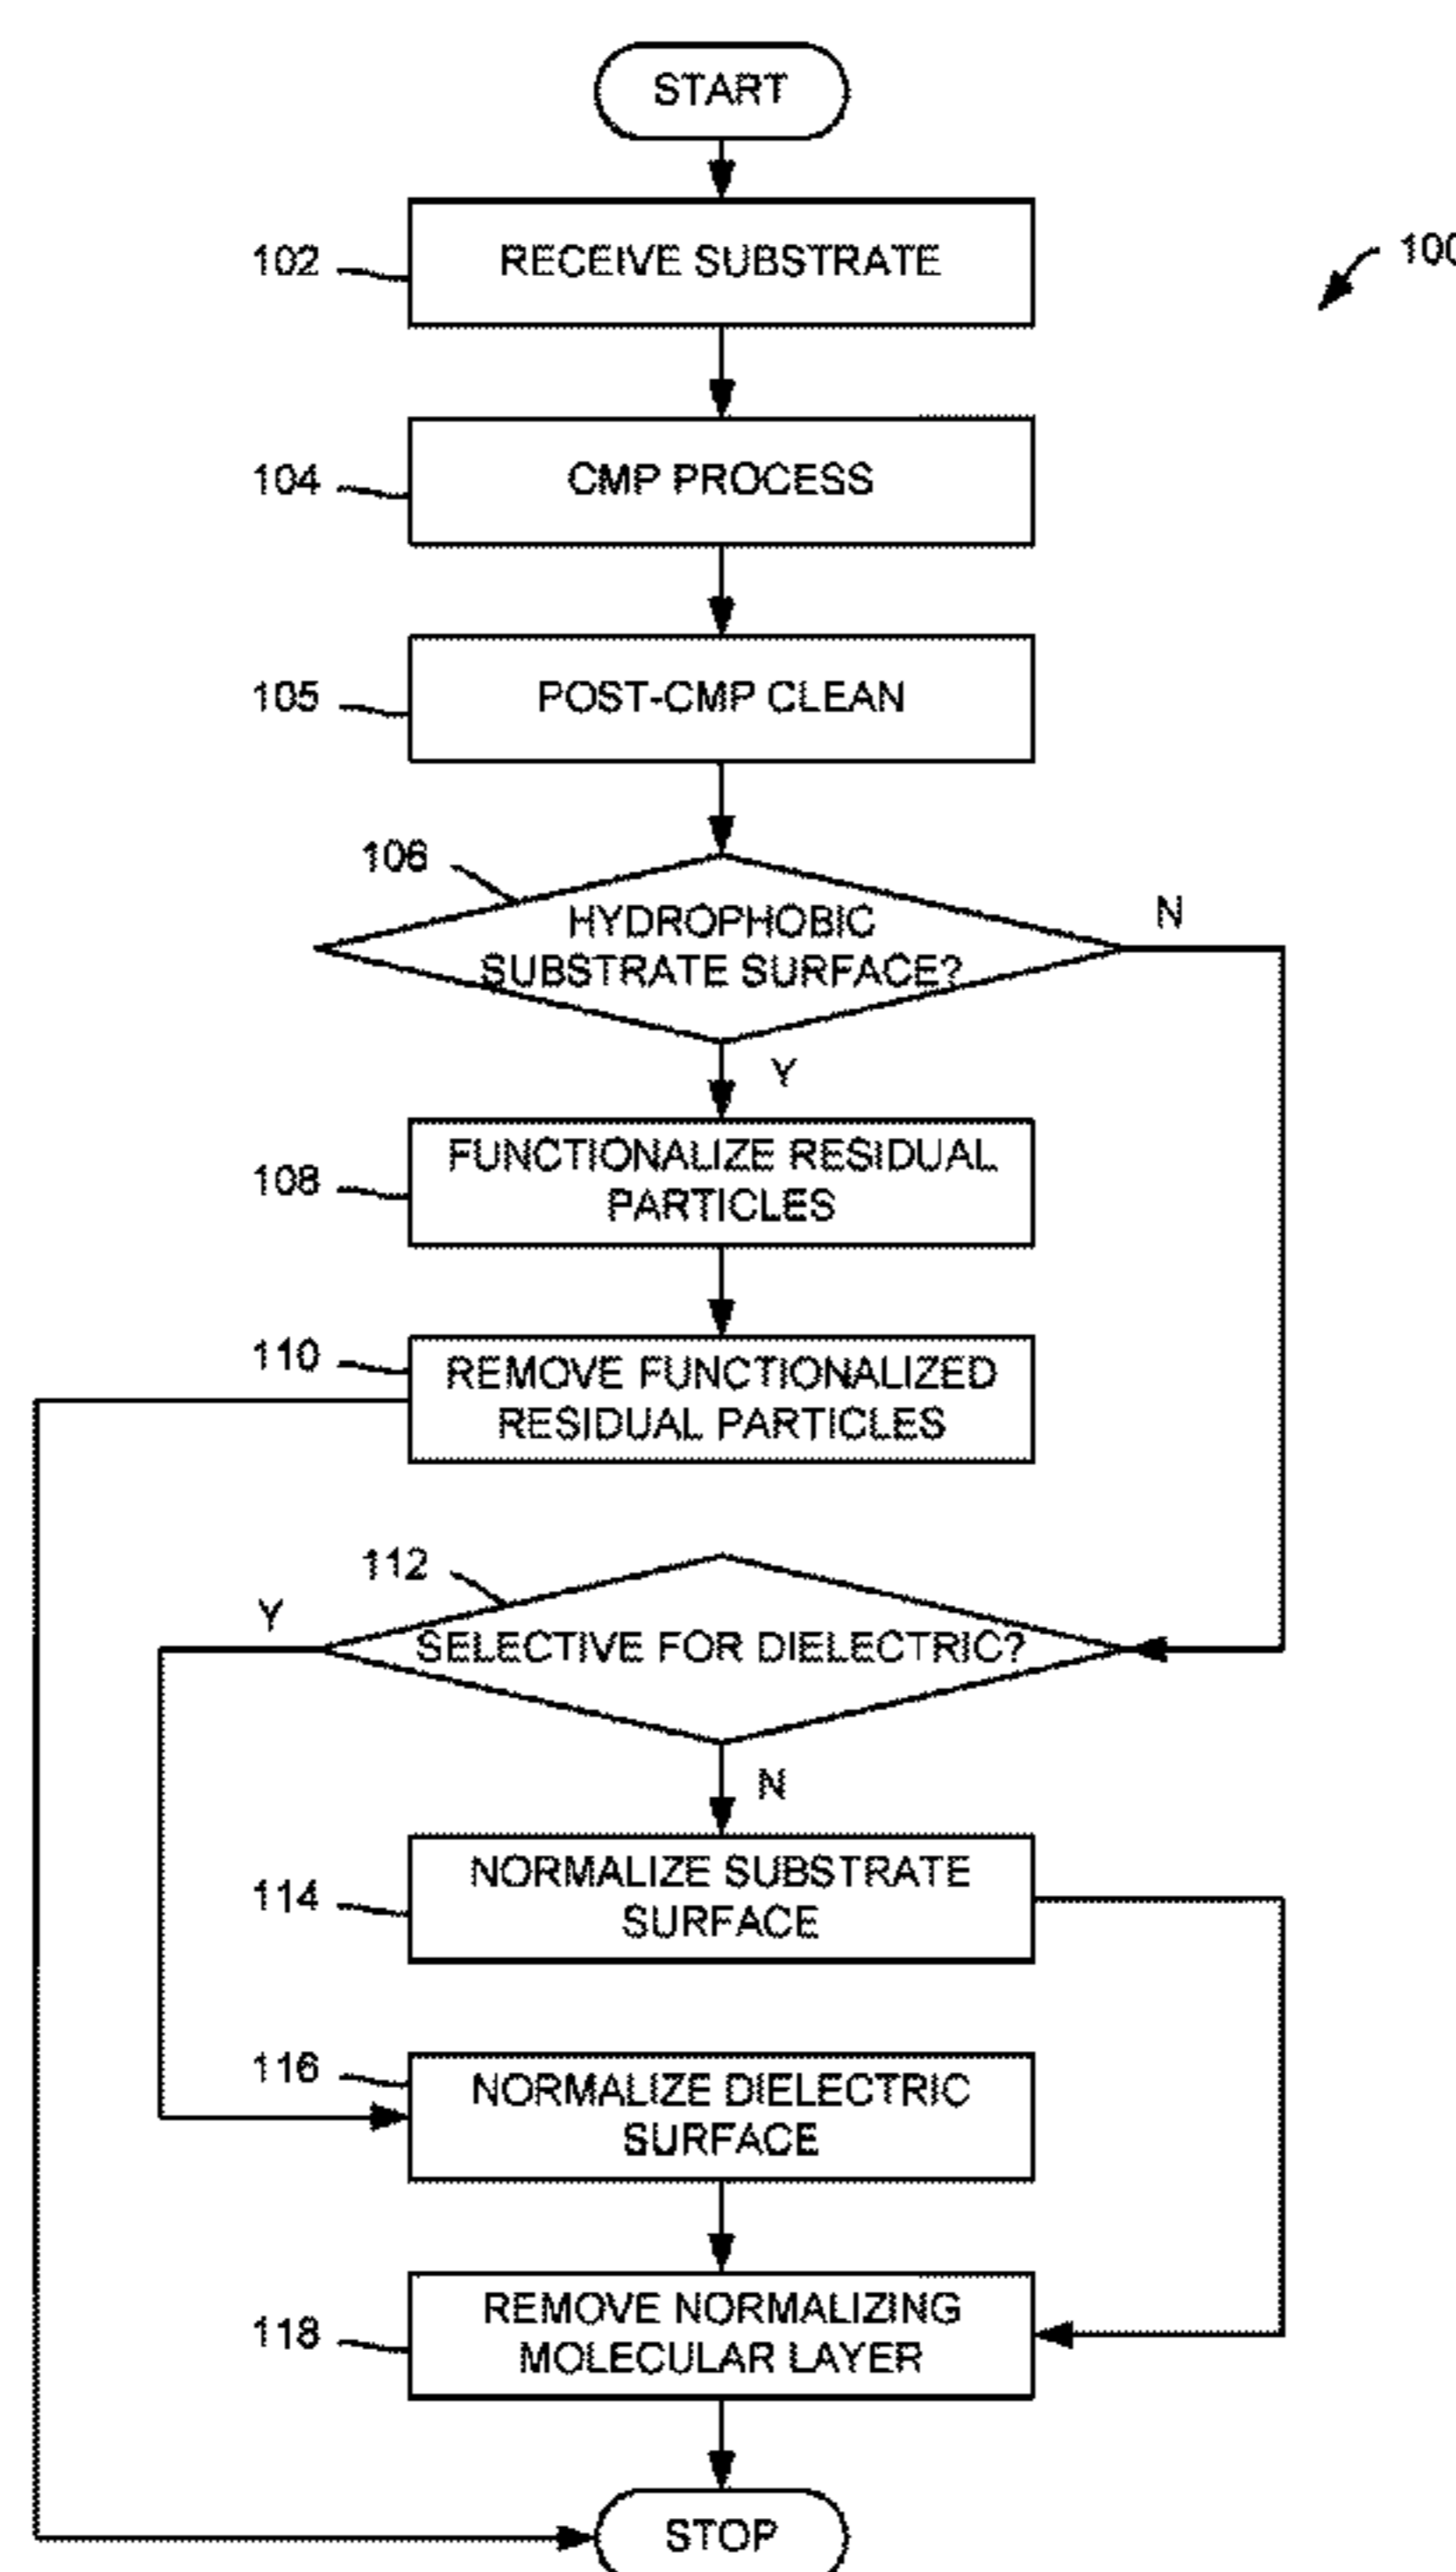 START
102
RECEIVE SUBSTRATE
100
104
CMP PROCESS
105
POST-CMP CLEAN
106
HYDROPHOBIC
SUBSTRATE SURFACE?
N
Y
108
FUNCTIONALIZE RESIDUAL
PARTICLES
110
REMOVE FUNCTIONALIZED
RESIDUAL PARTICLES
112
Y
SELECTIVE FOR DIELECTRIC?
N
114
NORMALIZE SUBSTRATE
SURFACE
116
NORMALIZE DIELECTRIC
SURFACE
118
REMOVE NORMALIZING
MOLECULAR LAYER
STOP